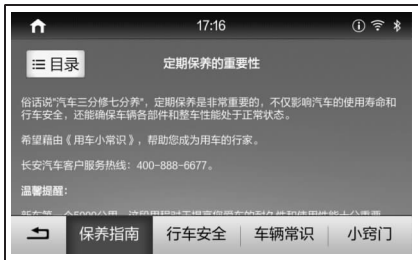 17:16
目录
定期保养的重要性
俗话说"汽车三分修七分养"，定期保养是非常重要的，不仅影响汽车的使用寿命和
行车安全，还能确保车辆各部件和整车性能处于正常状态。
希望藉由《用车小常识》，帮助您成为用车的行家。
长安汽车客户服务热线：400-888-6677。
温馨提醒：
保养指南
行车安全
车辆常识
小窍门